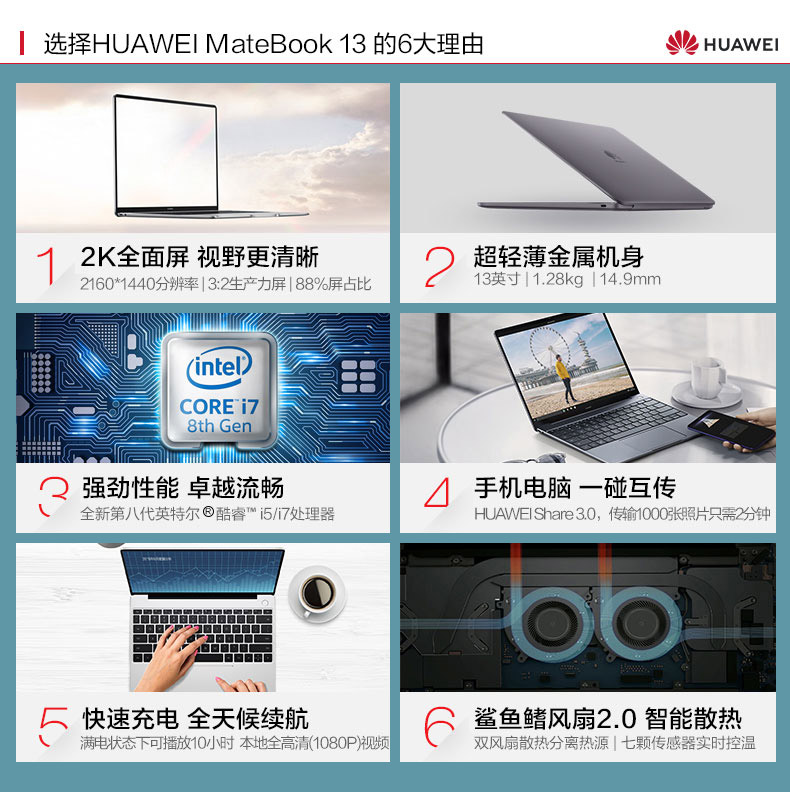 选择HUAWEI MateBook 13 的6大理由
HUAWEI
1
2K全面屏 视野更清晰
2160*1440分辨率 | 3:2生产力屏 | 88%屏占比
2
超轻薄金属机身
13英寸 | 1.28kg | 14.9mm
intel®
CORE™ i7
8th Gen
3
强劲性能 卓越流畅
全新第八代英特尔®酷睿™ i5/i7处理器
4
手机电脑 一碰互传
HUAWEI Share 3.0，传输1000张照片只需2分钟
5
快速充电 全天候续航
满电状态下可播放10小时 本地全高清(1080P)视频
6
鲨鱼鳍风扇2.0 智能散热
双风扇散热分离热源 | 七颗传感器实时控温